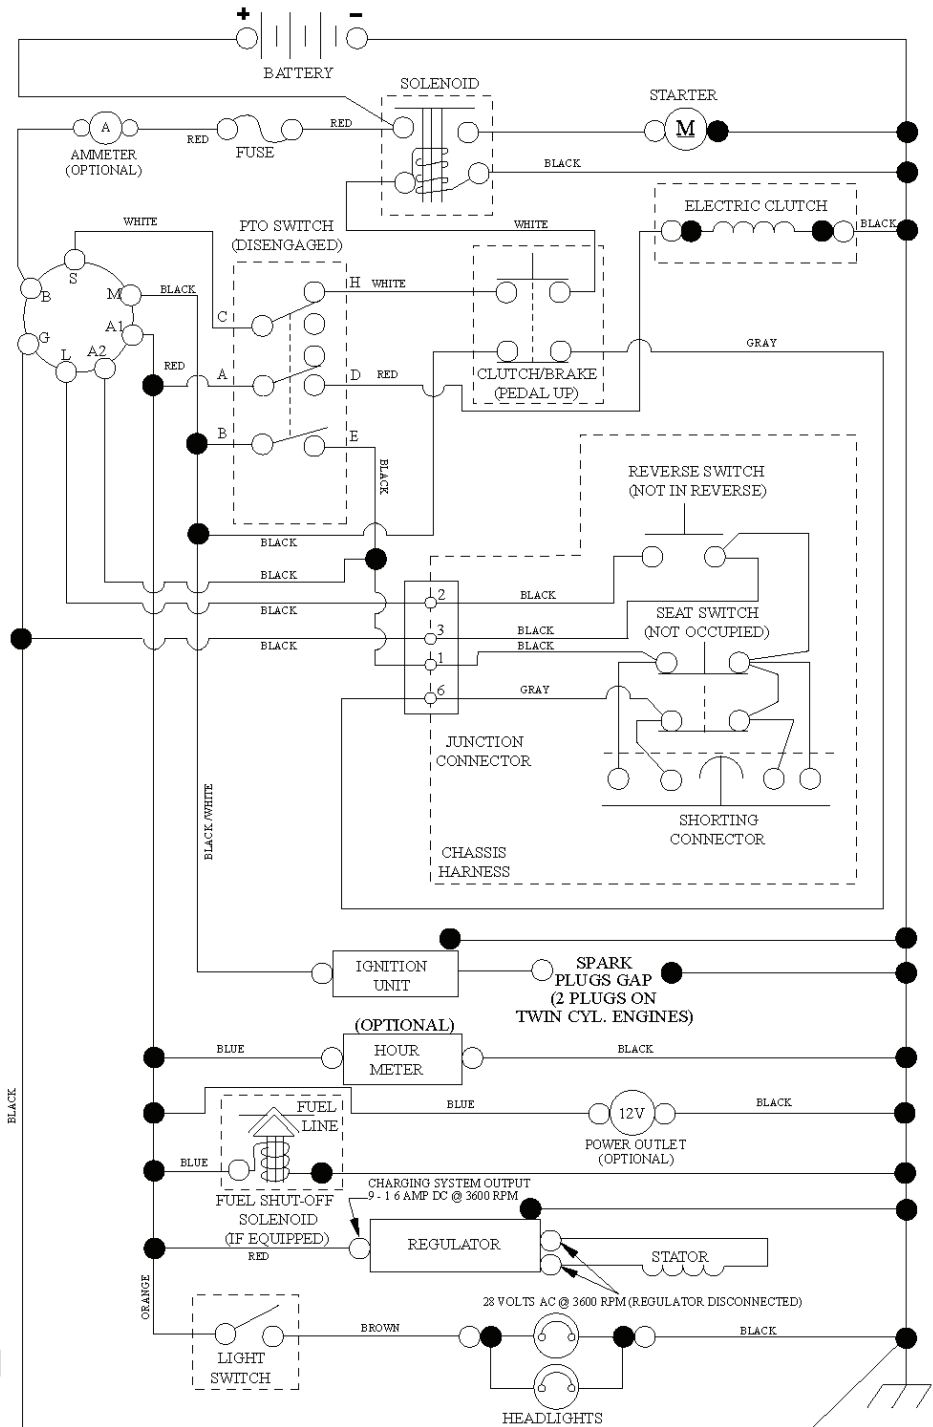 +
-
BATTERY
SOLENOID
STARTER
M
A
RED
FUSE
RED
AMMETER
(OPTIONAL)
BLACK
ELECTRIC CLUTCH
BLACK
WHITE
PTO SWITCH
(DISENGAGED)
WHITE
S
B
M
BLACK
H
WHITE
C
G
A1
L
A2
RED
A
D
RED
CLUTCH/BRAKE
(PEDAL UP)
GRAY
B
E
BLACK
REVERSE SWITCH
(NOT IN REVERSE)
BLACK
BLACK
BLACK
2
BLACK
SEAT SWITCH
(NOT OCCUPIED)
3
BLACK
BLACK
1
BLACK
6
GRAY
JUNCTION
CONNECTOR
SHORTING
CONNECTOR
BLACK/WHITE
CHASSIS
HARNESS
IGNITION
UNIT
SPARK
PLUGS GAP
(2 PLUGS ON
TWIN CYL. ENGINES)
(OPTIONAL)
BLUE
HOUR
METER
BLACK
BLACK
FUEL
LINE
BLUE
12V
BLACK
POWER OUTLET
(OPTIONAL)
BLUE
CHARGING SYSTEM OUTPUT
9 - 1 6 AMP DC @ 3600 RPM
FUEL SHUT-OFF
SOLENOID
(IF EQUIPPED)
RED
REGULATOR
STATOR
ORANGE
28 VOLTS AC @ 3600 RPM (REGULATOR DISCONNECTED)
LIGHT
SWITCH
BROWN
BLACK
HEADLIGHTS